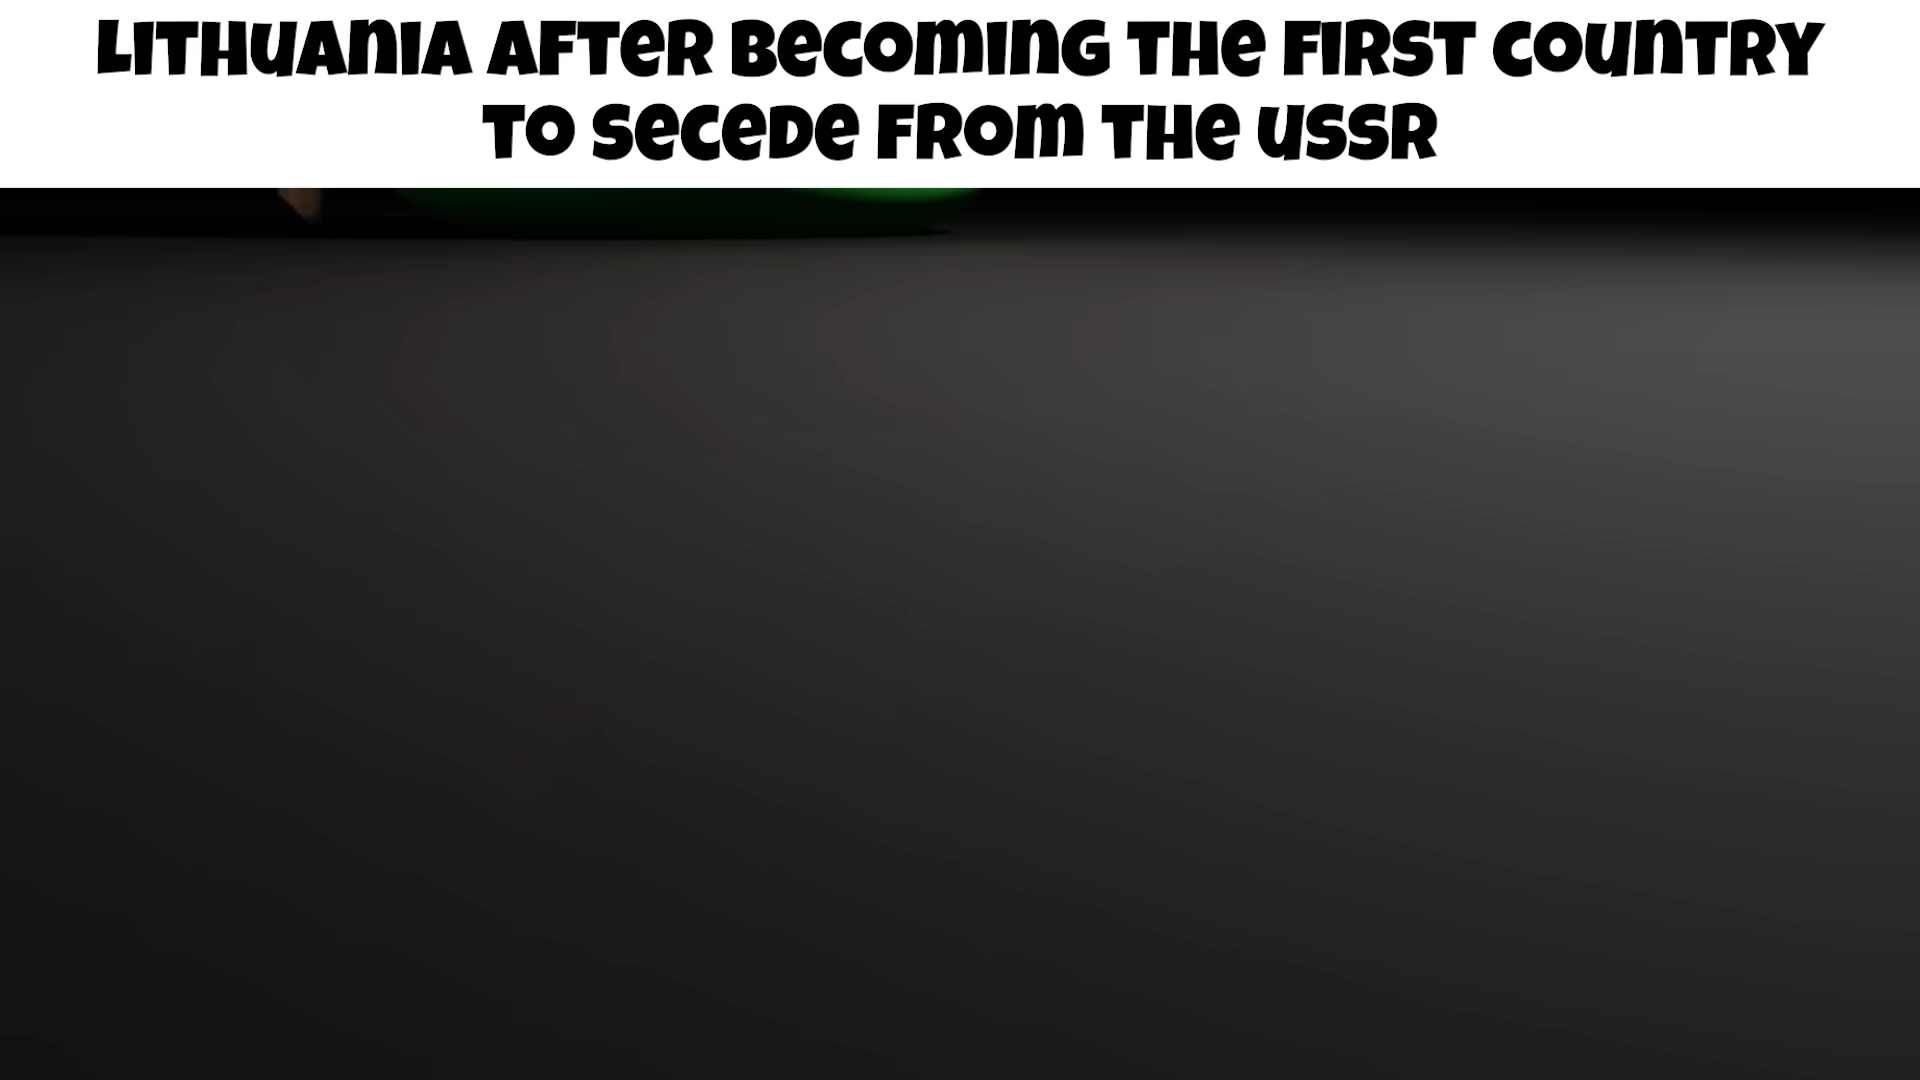 LITHUANIA AFTER BECOMING THE FIRST COUNTRY
TO SECEDE FROM THE USSR